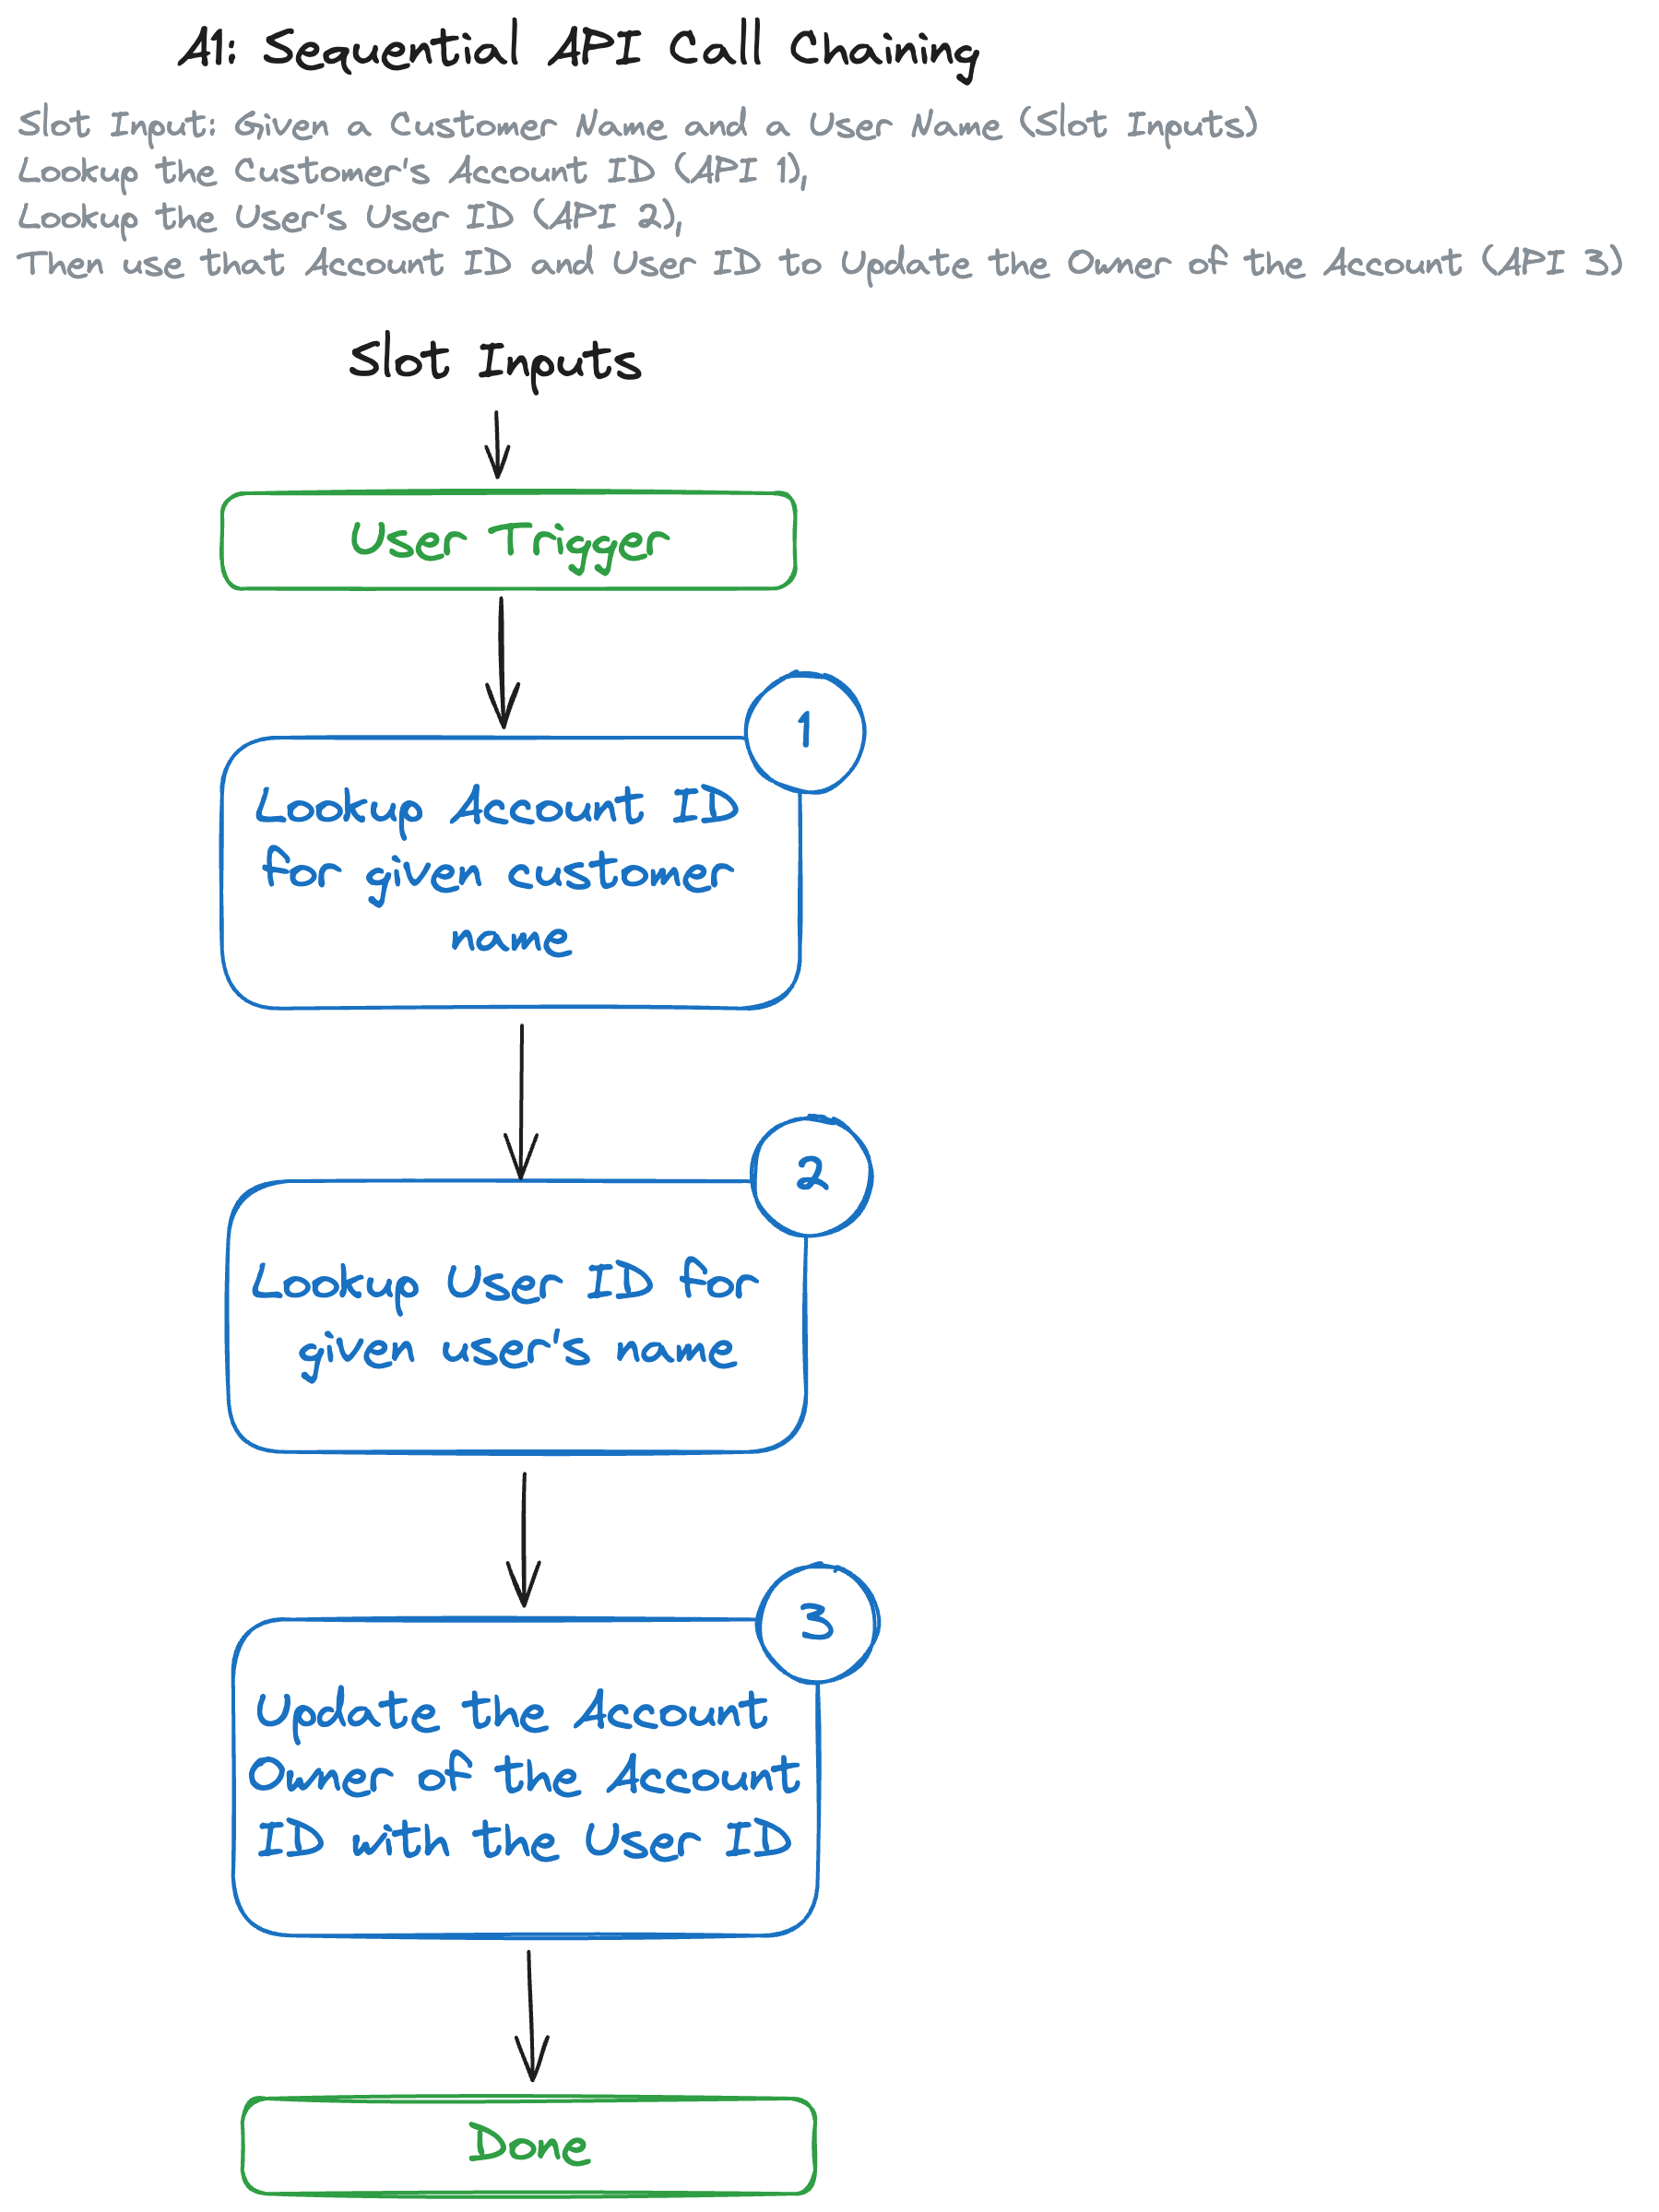 A1: Sequential API Call Chaining
Slot Input: Given a Customer Name and a User Name (Slot Inputs)
Lookup the Customer's Account ID (API 1),
Lookup the User's User ID (API 2),
Then use that Account ID and User ID to Update the Owner of the Account (API 3)
Slot Inputs
User Trigger
1
Lookup Account ID
for given customer
name
2
Lookup User ID for
given user's name
3
Update the Account
Owner of the Account
ID with the User ID
Done